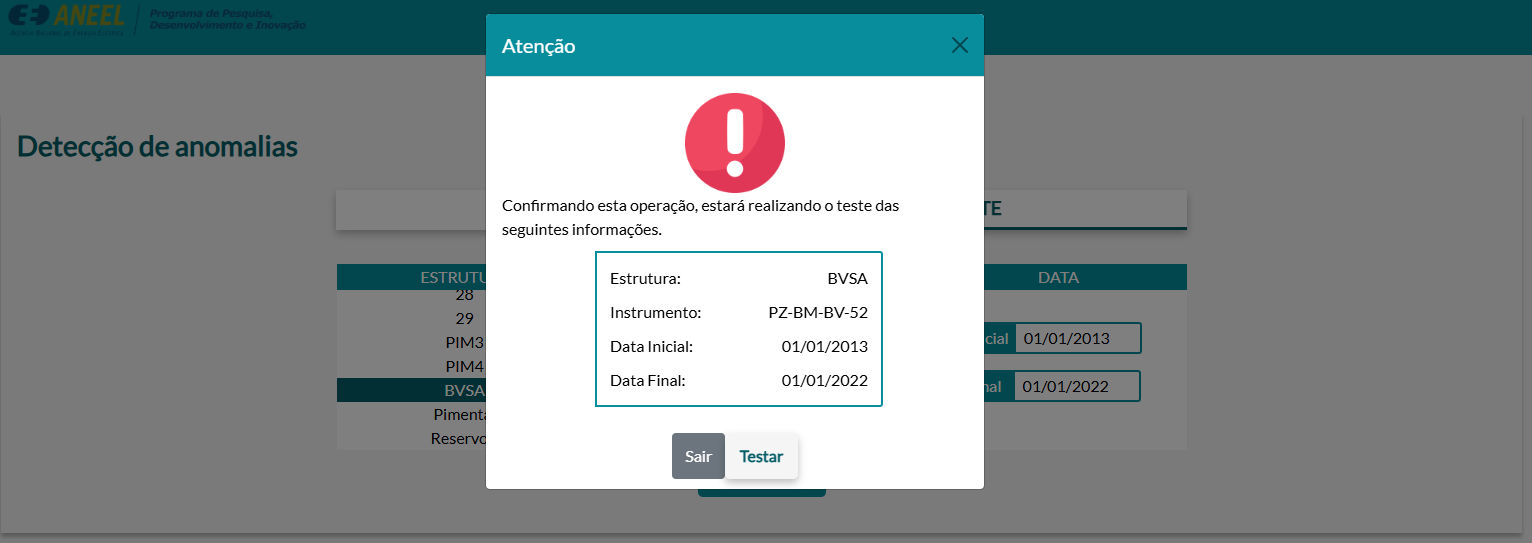 ANEEL
AGÊNCIA NACIONAL DE ENERGIA ELÉTRICA
Programa de Pesquisa,
Desenvolvimento e Inovação
Atenção
Detecção de anomalias
Confirmando esta operação, estará realizando o teste das
seguintes informações.
TE
ESTRUTU
DATA
28
29
PIM3
PIM4
BVSA
Pimenta
Reservo
Estrutura: BVSA
Instrumento: PZ-BM-BV-52
Data Inicial: 01/01/2013
Data Final: 01/01/2022
cial 01/01/2013
nal 01/01/2022
Sair Testar